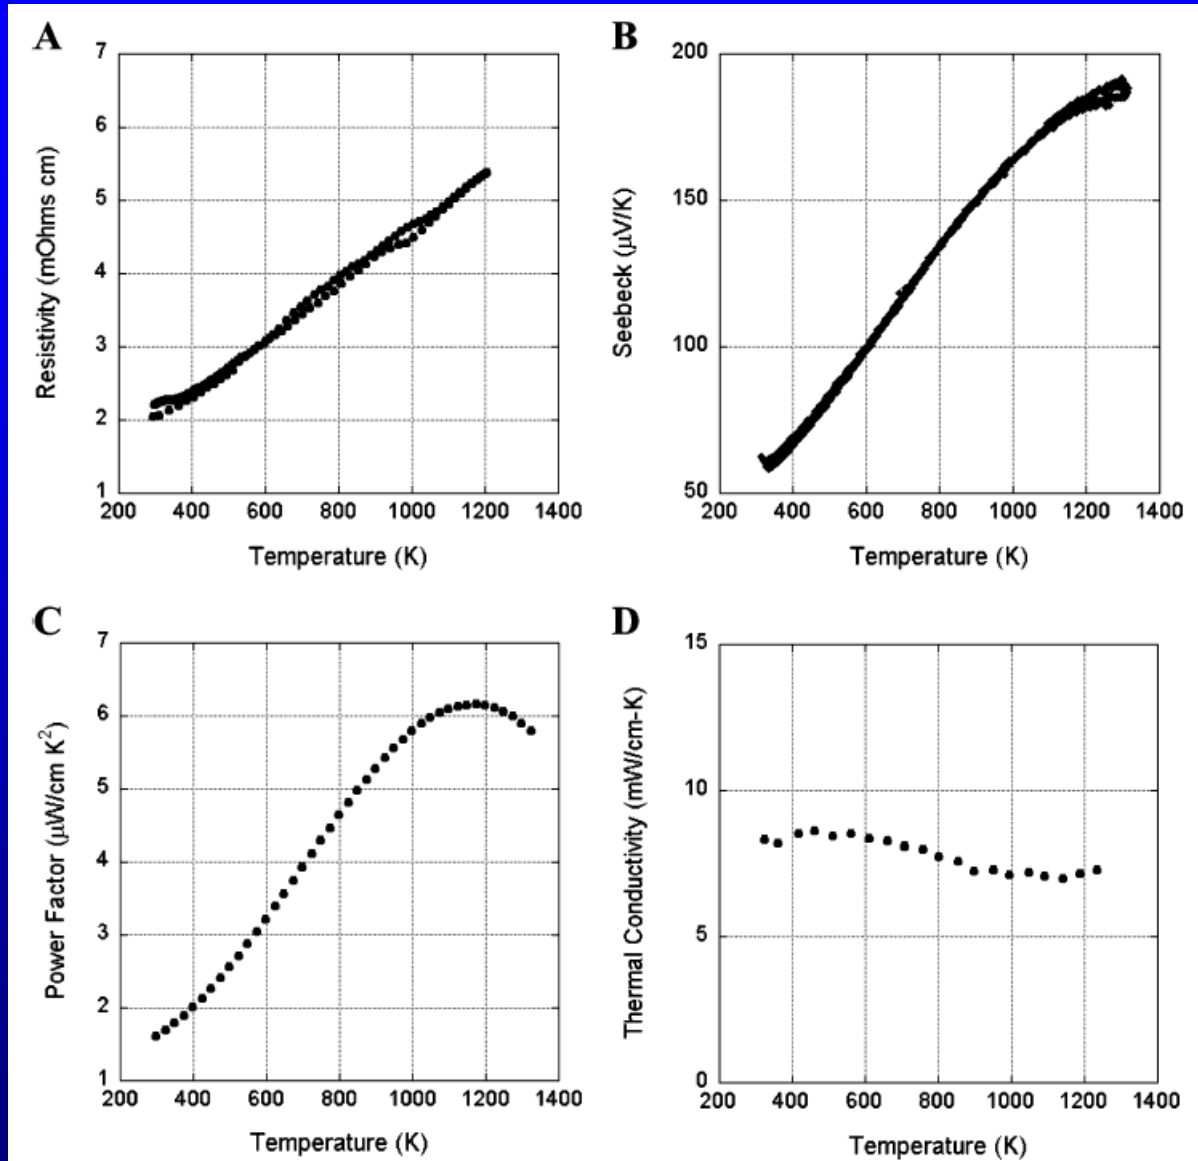 A
7
6
5
4
3
2
1
200 400 600 800 1000 1200 1400
Resistivity (mOhms cm)
Temperature (K)
B
200
150
100
50
200 400 600 800 1000 1200 1400
Seebeck (μV/K)
Temperature (K)
C
7
6
5
4
3
2
1
200 400 600 800 1000 1200 1400
Power Factor (μW/cm K²)
Temperature (K)
D
15
10
5
0
200 400 600 800 1000 1200 1400
Thermal Conductivity (mW/cm-K)
Temperature (K)